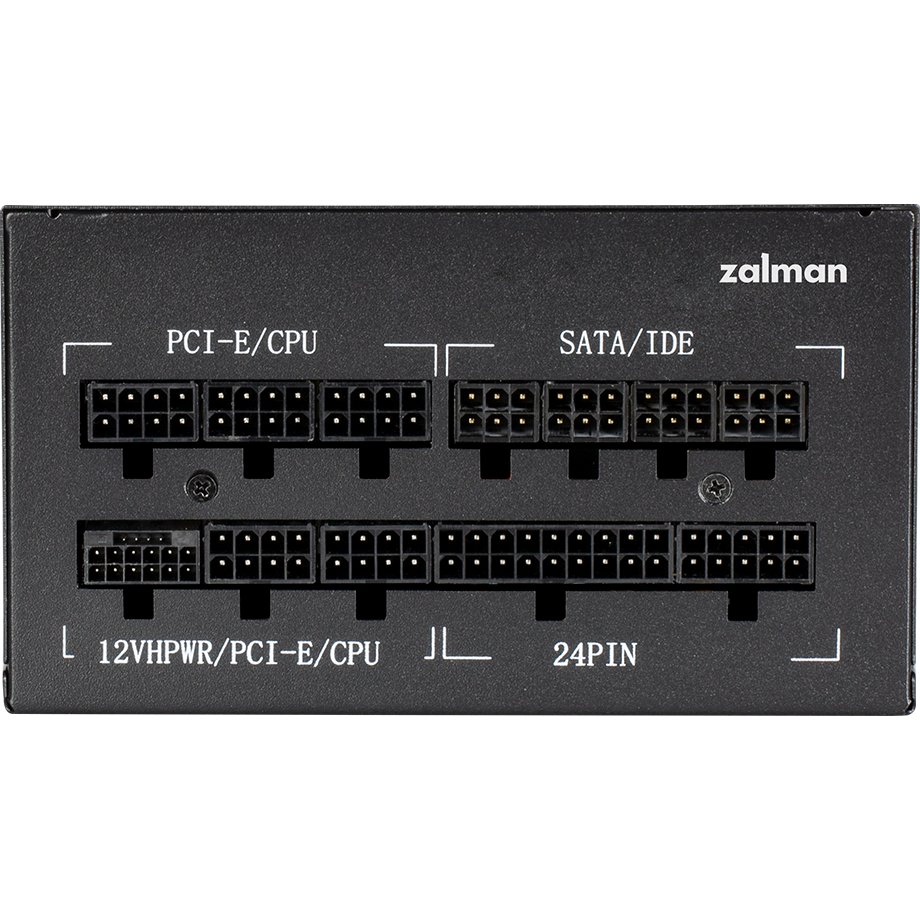 zalman
PCI-E/CPU
SATA/IDE
12VHPWR/PCI-E/CPU
24PIN